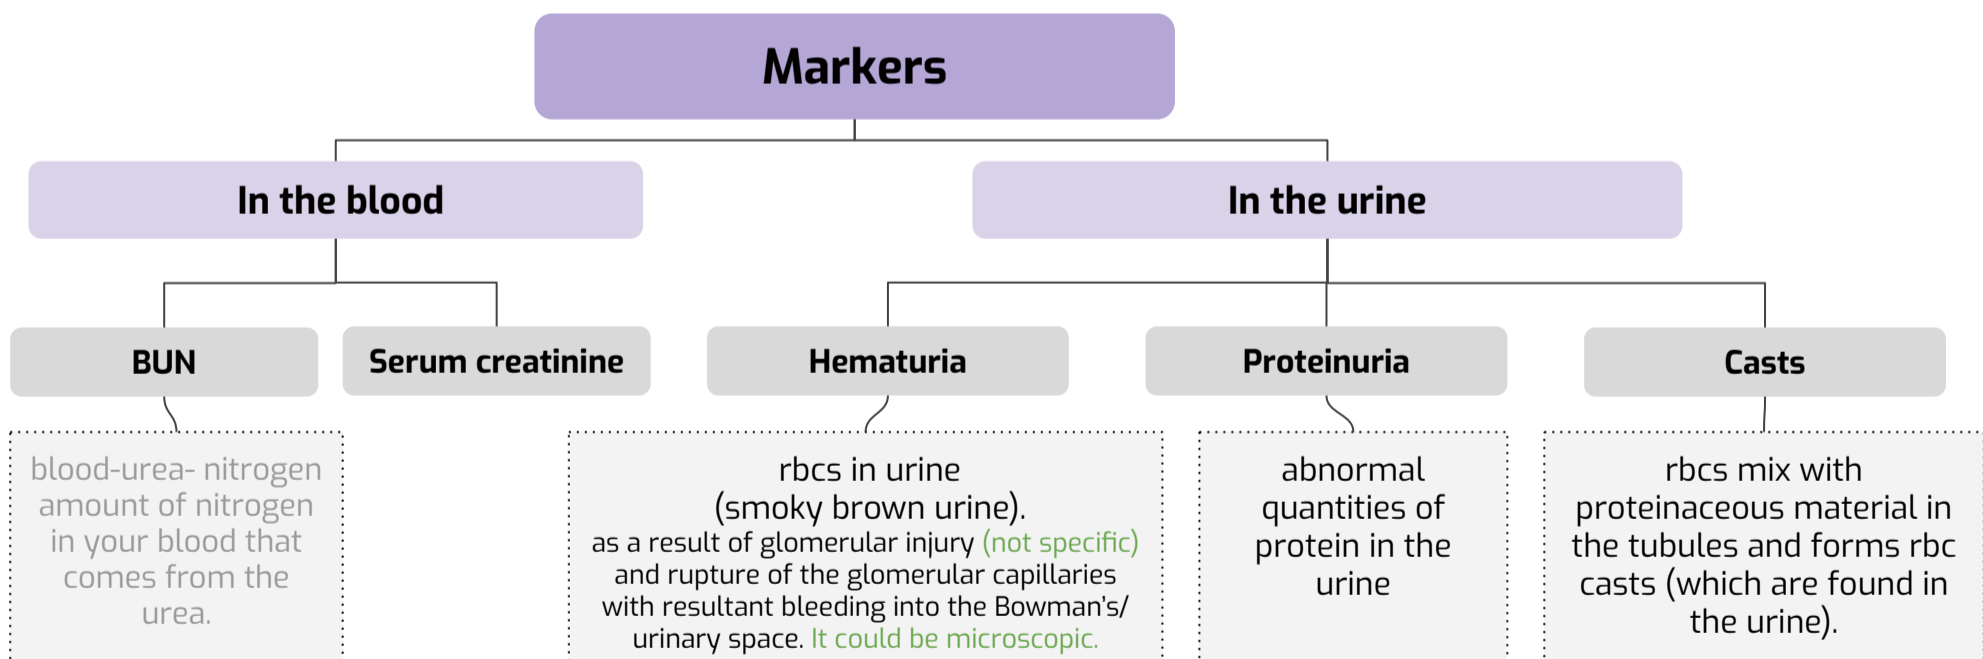 Markers
In the blood
In the urine
BUN
Serum creatinine
Hematuria
Proteinuria
Casts
blood-urea- nitrogen
amount of nitrogen
in your blood that
comes from the
urea.
rbcs in urine
(smoky brown urine).
as a result of glomerular injury (not specific)
and rupture of the glomerular capillaries
with resultant bleeding into the Bowman's/
urinary space. It could be microscopic.
abnormal
quantities of
protein in the
urine
rbcs mix with
proteinaceous material in
the tubules and forms rbc
casts (which are found in
the urine).